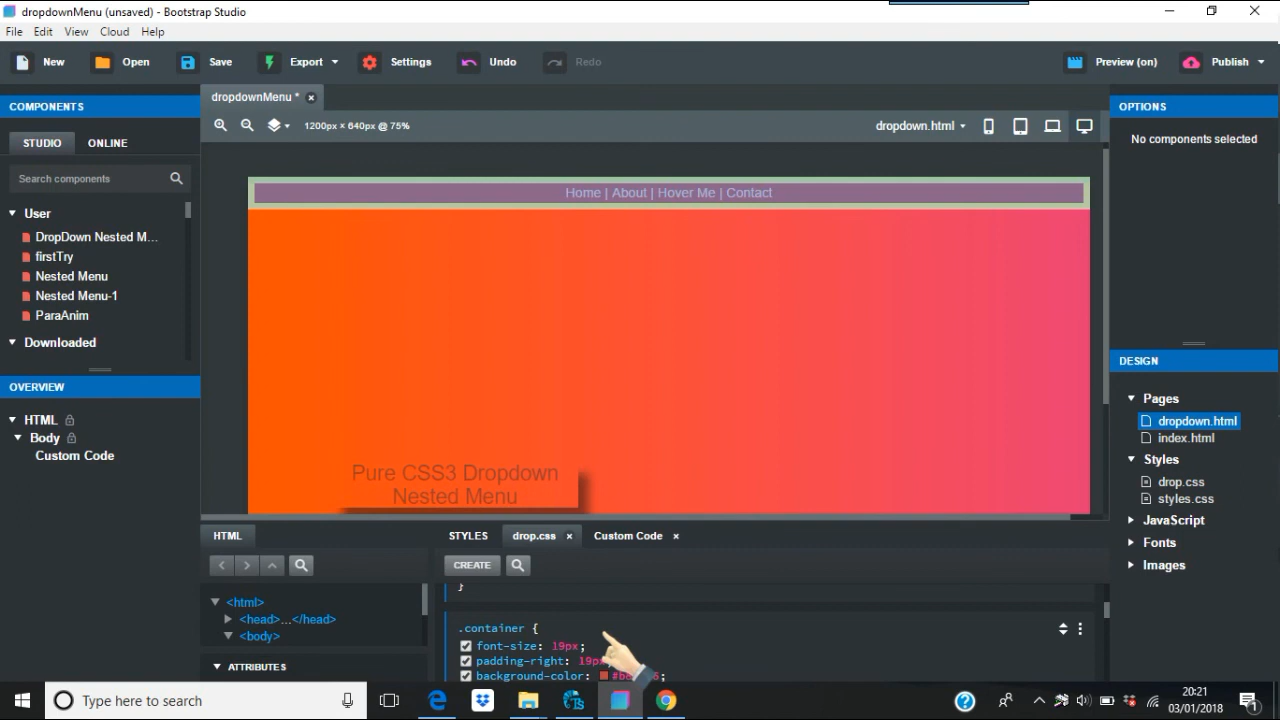 dropdownMenu (unsaved) - Bootstrap Studio
File Edit View Cloud Help
New Open Save Export Settings Undo Redo Preview (on) Publish
COMPONENTS
dropdownMenu *
OPTIONS
STUDIO ONLINE
1200px × 640px @ 75%
dropdown.html
No components selected
Search components
User
DropDown Nested M...
firstTry
Nested Menu
Nested Menu-1
ParaAnim
Downloaded
Home | About | Hover Me | Contact
Pure CSS3 Dropdown
Nested Menu
OVERVIEW
HTML
Body
Custom Code
DESIGN
Pages
dropdown.html
index.html
Styles
drop.css
styles.css
JavaScript
Fonts
Images
HTML
STYLES drop.css Custom Code
CREATE
<html>
<head>...</head>
<body>
ATTRIBUTES
}
.container {
font-size: 19px;
padding-right: 19px;
background-color:
Type here to search
20:21
03/01/2018
1